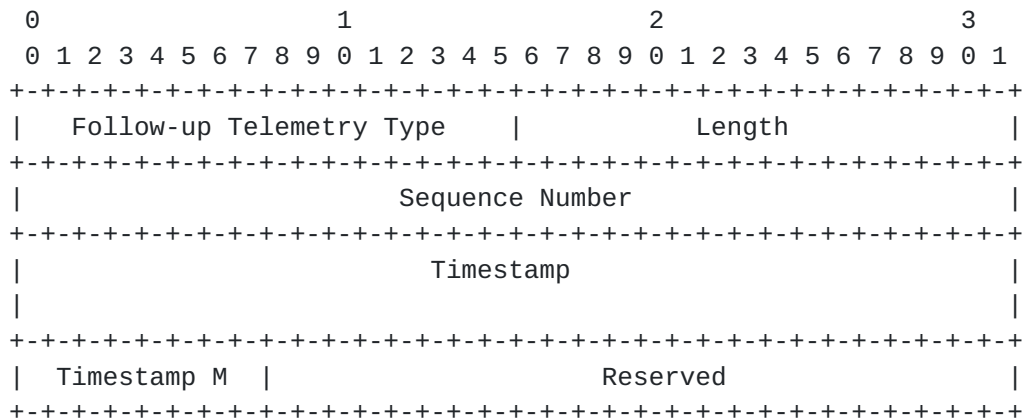 0                   1                   2                   3
0 1 2 3 4 5 6 7 8 9 0 1 2 3 4 5 6 7 8 9 0 1 2 3 4 5 6 7 8 9 0 1
+-+-+-+-+-+-+-+-+-+-+-+-+-+-+-+-+-+-+-+-+-+-+-+-+-+-+-+-+-+-+-+-+
|   Follow-up Telemetry Type    |           Length              |
+-+-+-+-+-+-+-+-+-+-+-+-+-+-+-+-+-+-+-+-+-+-+-+-+-+-+-+-+-+-+-+-+
|                        Sequence Number                        |
+-+-+-+-+-+-+-+-+-+-+-+-+-+-+-+-+-+-+-+-+-+-+-+-+-+-+-+-+-+-+-+-+
|                          Timestamp                            |
|                                                               |
+-+-+-+-+-+-+-+-+-+-+-+-+-+-+-+-+-+-+-+-+-+-+-+-+-+-+-+-+-+-+-+-+
|  Timestamp M  |                     Reserved                  |
+-+-+-+-+-+-+-+-+-+-+-+-+-+-+-+-+-+-+-+-+-+-+-+-+-+-+-+-+-+-+-+-+